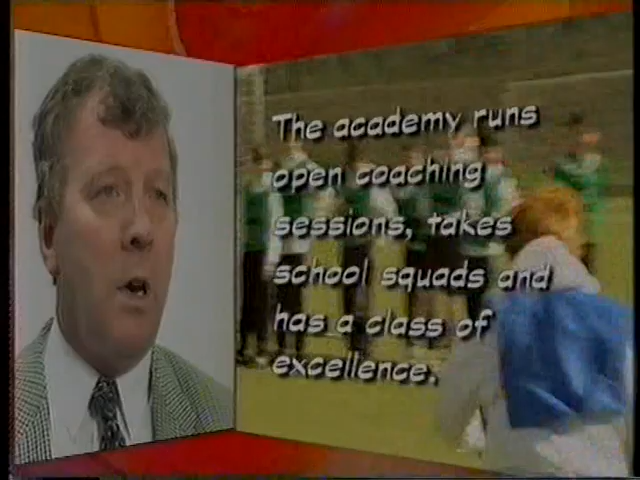 The academy runs
open coaching
sessions, takes
school squads and
has a class of
excellence.